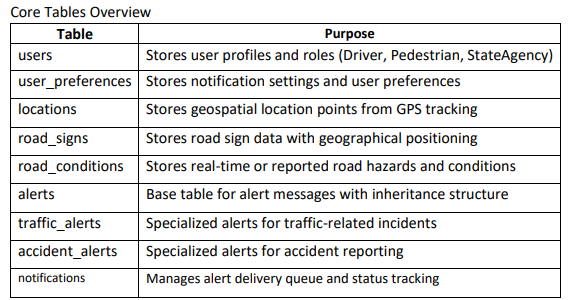 Core Tables Overview
Table Purpose
users Stores user profiles and roles (Driver, Pedestrian, StateAgency)
user_preferences Stores notification settings and user preferences
locations Stores geospatial location points from GPS tracking
road_signs Stores road sign data with geographical positioning
road_conditions Stores real-time or reported road hazards and conditions
alerts Base table for alert messages with inheritance structure
traffic_alerts Specialized alerts for traffic-related incidents
accident_alerts Specialized alerts for accident reporting
notifications Manages alert delivery queue and status tracking